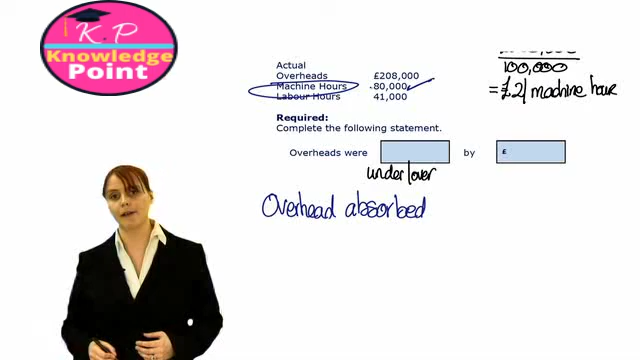 K.P
Knowledge
Point
100,000
= £2/machine hour
Actual
Overheads £208,000
Machine Hours 80,000
Labour Hours 41,000
Required:
Complete the following statement.
Overheads were by £
under/over
Overhead absorbed